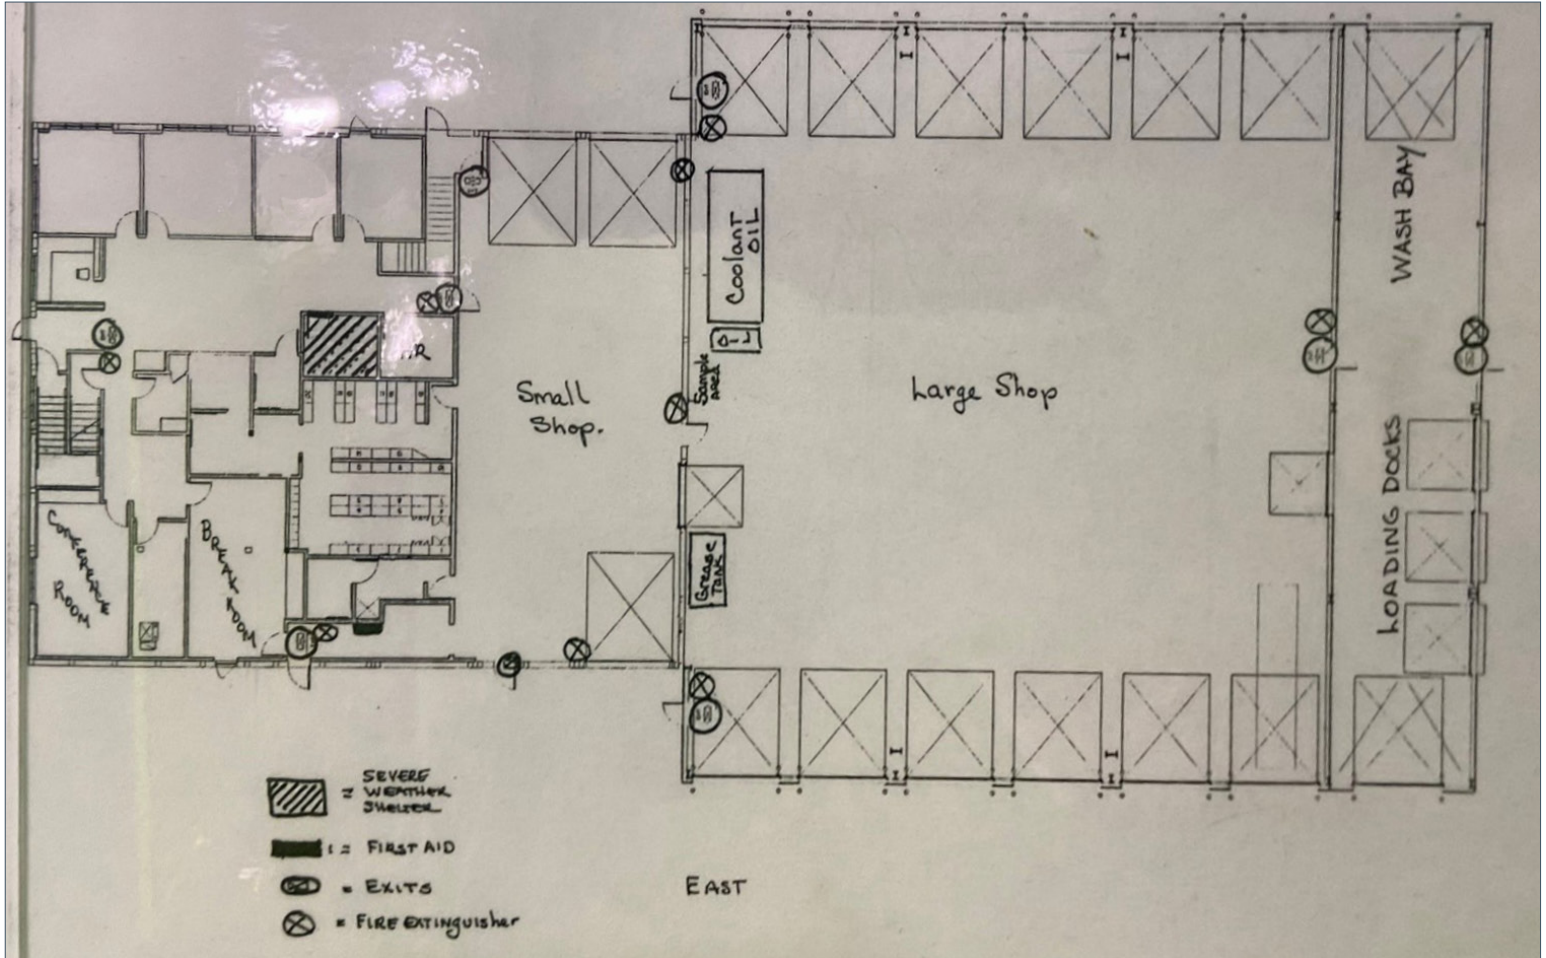 Coolant
OIL
WASH BAY
Sample
AREA
Small
Shop.
Large Shop
LOADING DOCKS
Grease
TANK
CONFERENCE
ROOM
BREAK ROOM
= SEVERE
WEATHER
SHELTER
= FIRST AID
= EXITS
= FIRE EXTINGUISHER
EAST